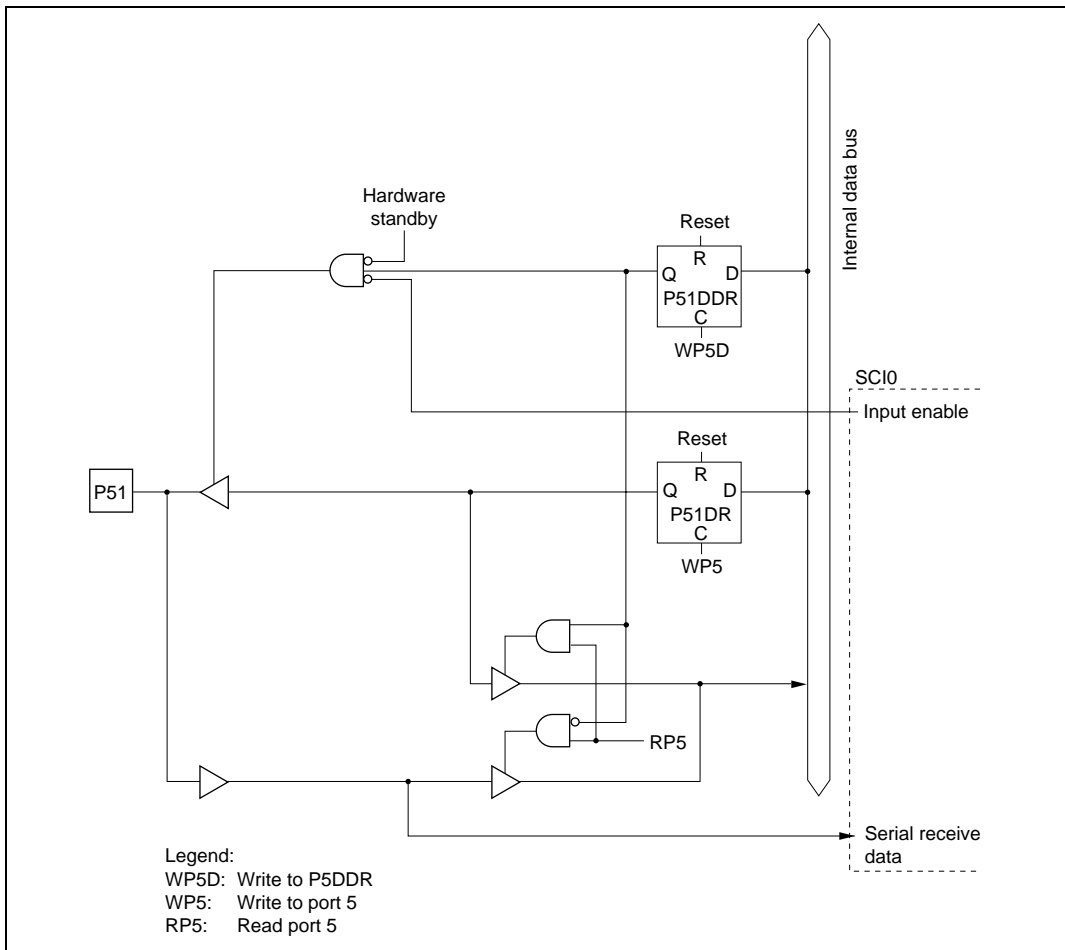 Internal data bus
Hardware
standby
Reset
R
Q
D
P51DDR
C
WP5D
SCI0
Input enable
Reset
R
P51
Q
D
P51DR
C
WP5
RP5
Serial receive
data
Legend:
WP5D: Write to P5DDR
WP5: Write to port 5
RP5: Read port 5